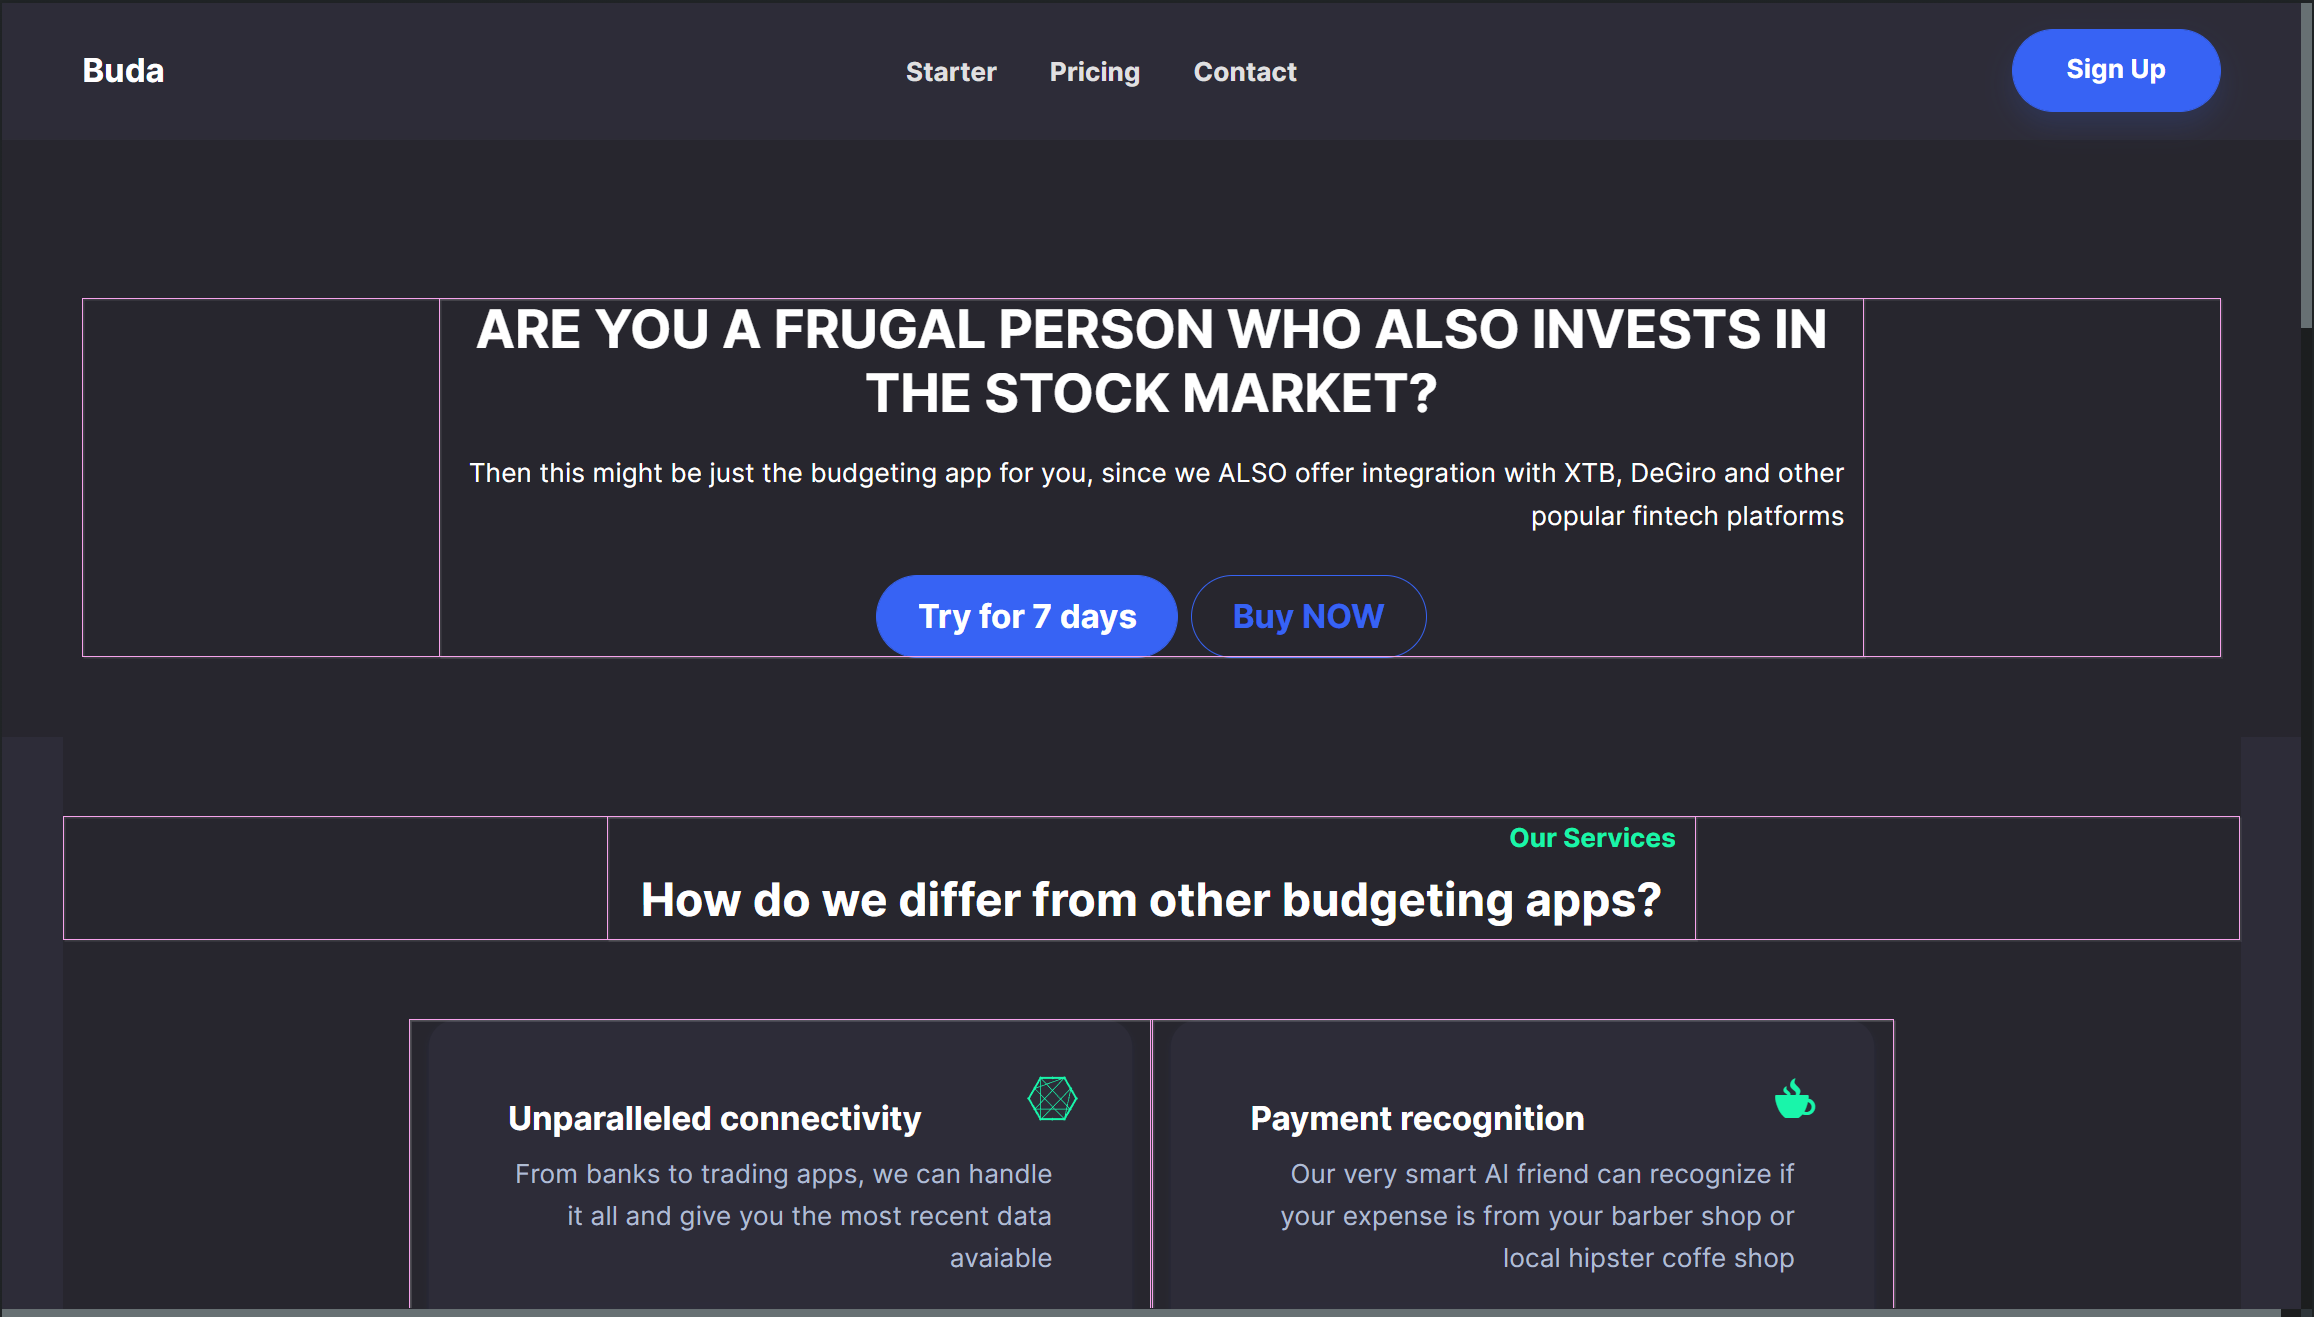 Buda
Starter Pricing Contact
Sign Up
ARE YOU A FRUGAL PERSON WHO ALSO INVESTS IN
THE STOCK MARKET?
Then this might be just the budgeting app for you, since we ALSO offer integration with XTB, DeGiro and other
popular fintech platforms
Try for 7 days
Buy NOW
Our Services
How do we differ from other budgeting apps?
Unparalleled connectivity
From banks to trading apps, we can handle
it all and give you the most recent data
avaiable
Payment recognition
Our very smart AI friend can recognize if
your expense is from your barber shop or
local hipster coffe shop